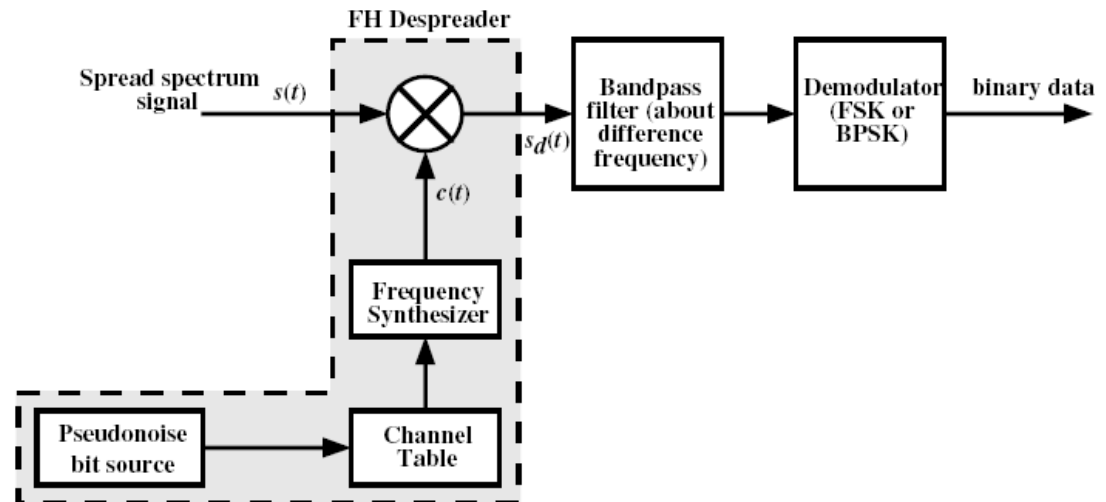 FH Despreader
Spread spectrum
signal
s(t)
s_d(t)
c(t)
Bandpass
filter (about
difference
frequency)
Demodulator
(FSK or
BPSK)
binary data
Frequency
Synthesizer
Channel
Table
Pseudonoise
bit source